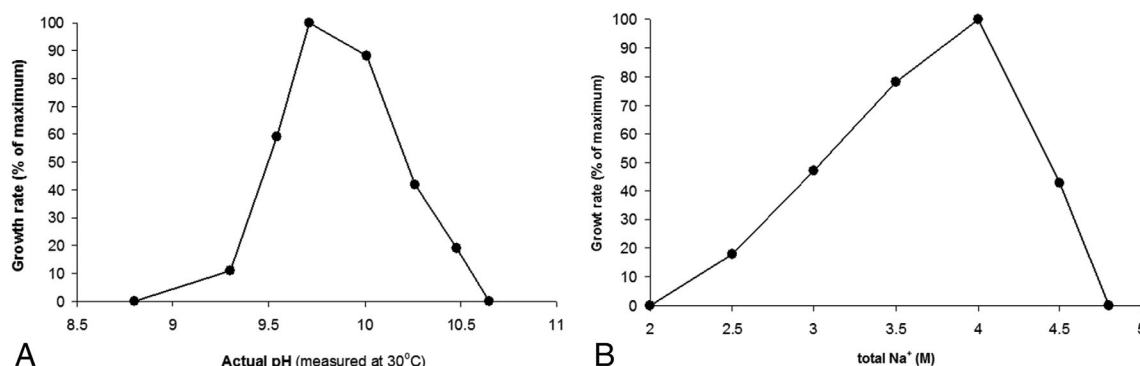 Growth rate (% of maximum)
100
90
80
70
60
50
40
30
20
10
0
8.5 9 9.5 10 10.5 11
A
Actual pH (measured at 30°C)
Growt rate (% of maximum)
100
90
80
70
60
50
40
30
20
10
0
2 2.5 3 3.5 4 4.5 5
B
total Na⁺ (M)